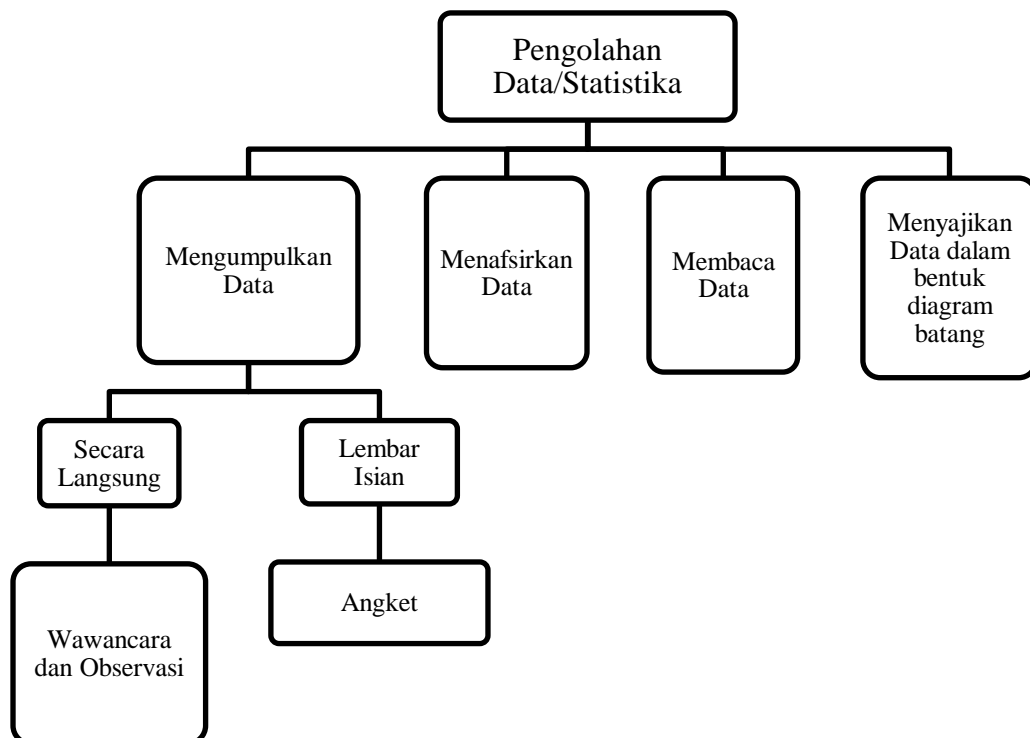 Pengolahan
Data/Statistika
Mengumpulkan
Data
Menafsirkan
Data
Membaca
Data
Menyajikan
Data dalam
bentuk
diagram
batang
Secara
Langsung
Lembar
Isian
Wawancara
dan Observasi
Angket